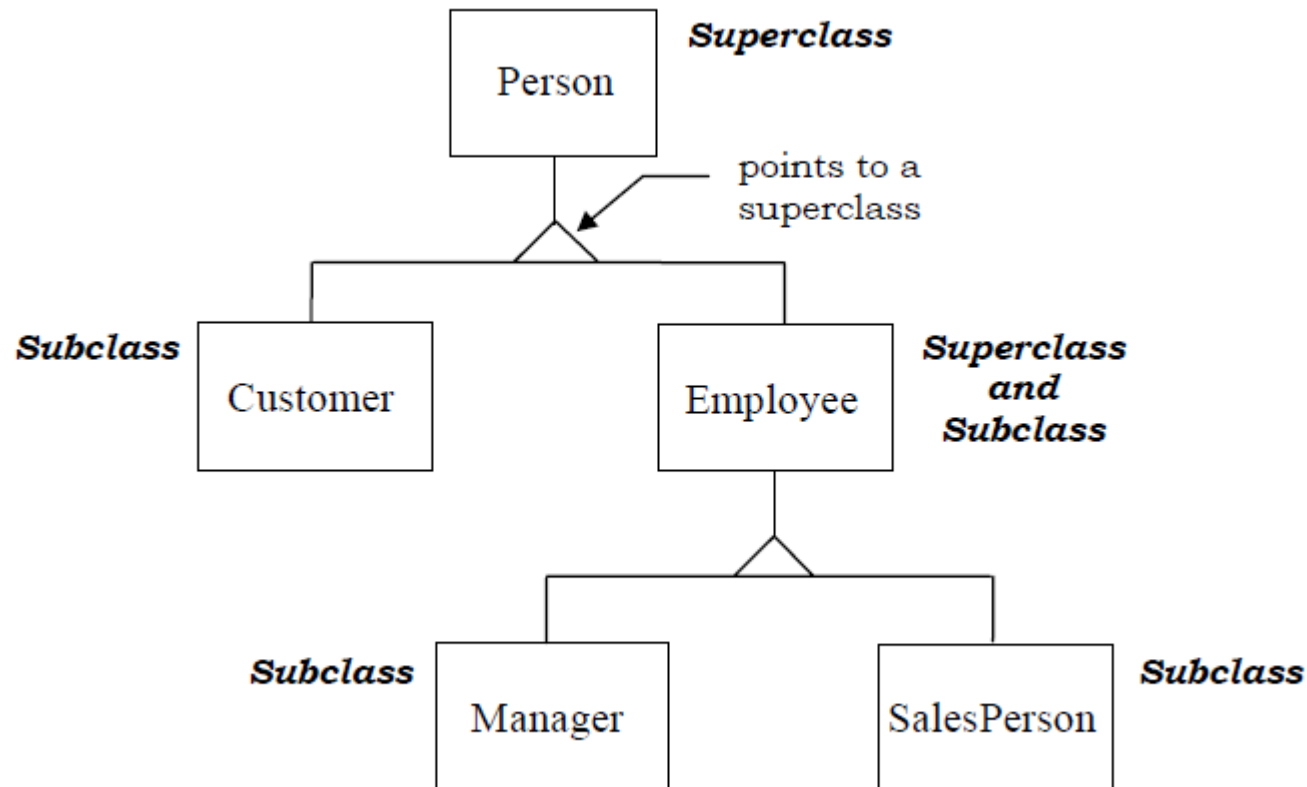 Superclass
Person
points to a
superclass
Subclass
Customer
Employee
Superclass
and
Subclass
Subclass
Manager
SalesPerson
Subclass